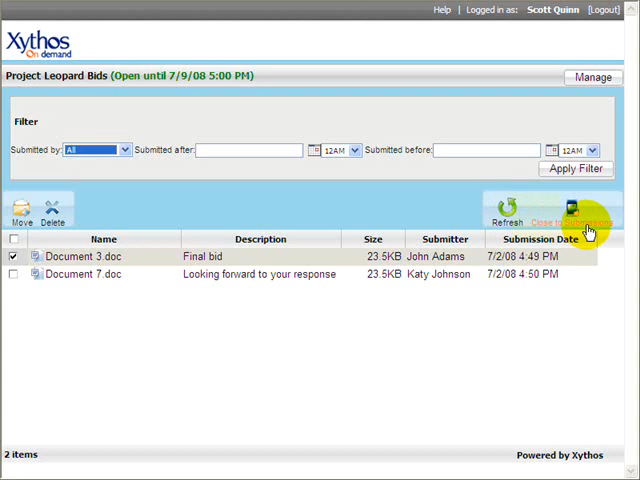 Help | Logged in as: Scott Quinn [Logout]
Xythos
On demand
Project Leopard Bids (Open until 7/9/08 5:00 PM)
Manage
Filter
Submitted by: All Submitted after: 12AM Submitted before: 12AM
Apply Filter
Move Delete Refresh Close to Submissions
Name Description Size Submitter Submission Date
Document 3.doc Final bid 23.5KB John Adams 7/2/08 4:49 PM
Document 7.doc Looking forward to your response 23.5KB Katy Johnson 7/2/08 4:50 PM
2 items
Powered by Xythos